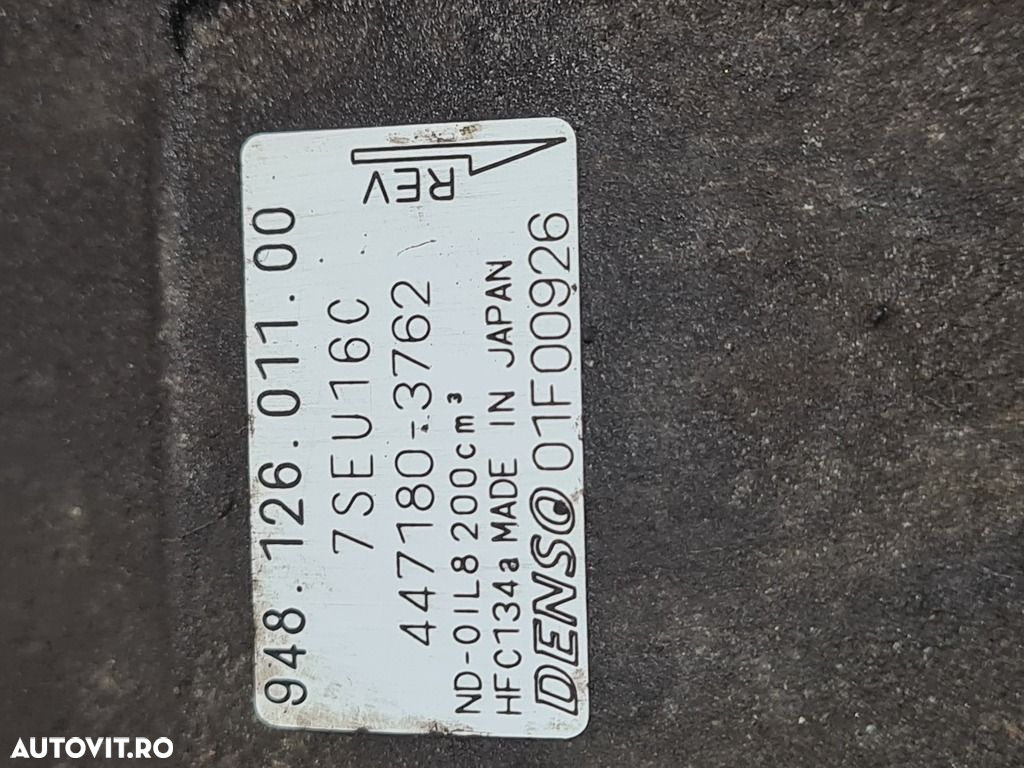 948.126.011.00
7SEU16C
447180-3762
ND-OIL8 200cm³
HFC134a MADE IN JAPAN
DENSO 01F00926
REV
AUTOVIT.RO